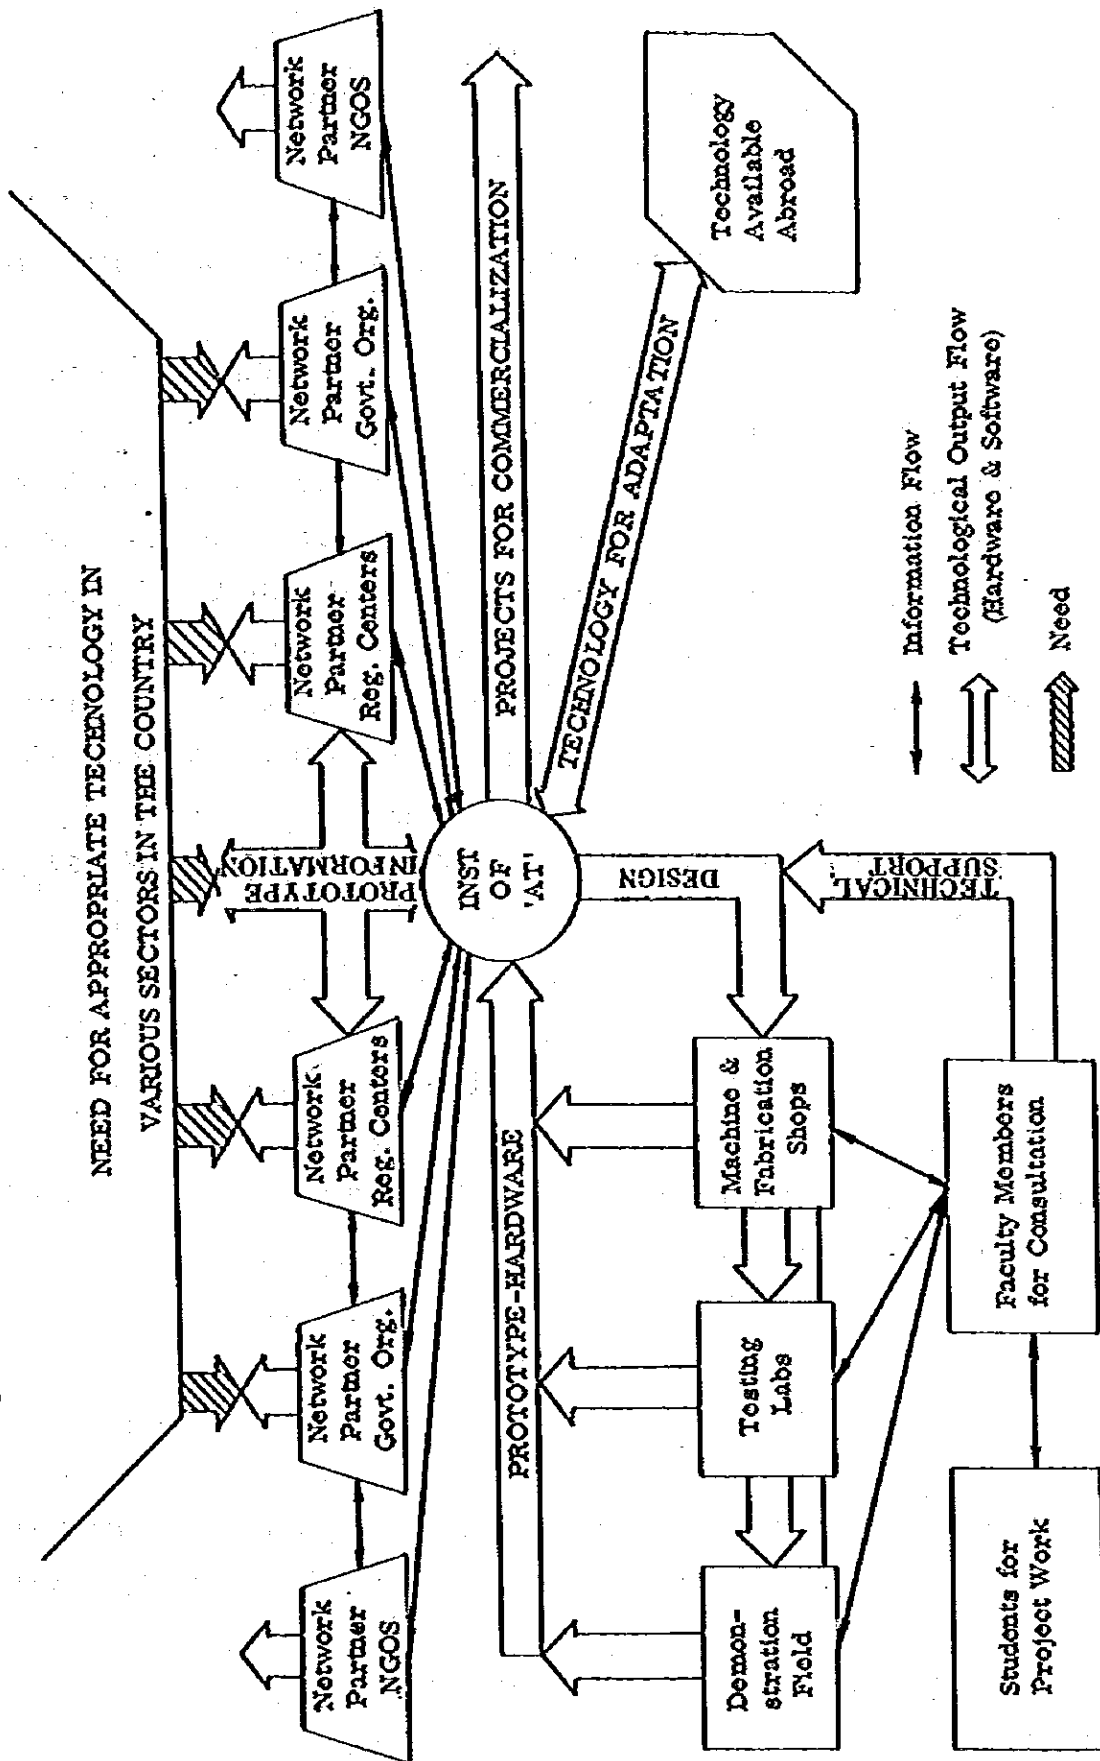 NEED FOR APPROPRIATE TECHNOLOGY IN
VARIOUS SECTORS IN THE COUNTRY
Network
Partner
NGOS
Network
Partner
Govt. Org.
Network
Partner
Reg. Centers
PROTOTYPE
INFORMATION
Network
Partner
Reg. Centers
Network
Partner
Govt. Org.
Network
Partner
NGOS
PROTOTYPE-HARDWARE
INST
OF
'AT'
PROJECTS FOR COMMERCIALIZATION
TECHNOLOGY FOR ADAPTATION
Technology
Available
Abroad
DESIGN
Demon-
stration
Field
Testing
Labs
Machine &
Fabrication
Shops
TECHNICAL
SUPPORT
Students for
Project Work
Faculty Members
for Consultation
Information Flow
Technological Output Flow
(Hardware & Software)
Need